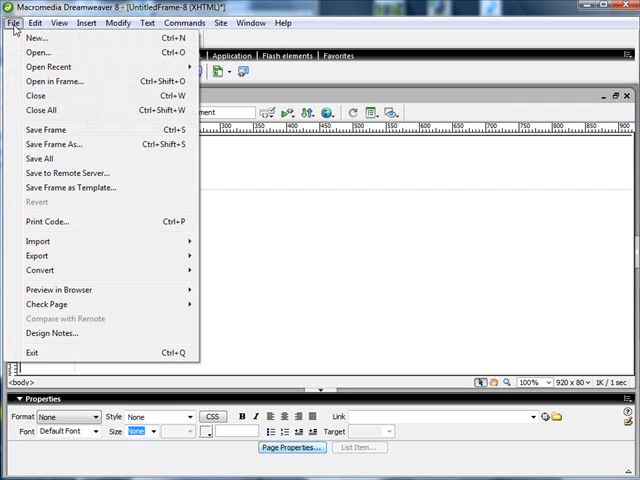 Macromedia Dreamweaver 8 - [UntitledFrame-8 (XHTML)*]
File Edit View Insert Modify Text Commands Site Window Help
Application Flash elements Favorites
New... Ctrl+N
Open... Ctrl+O
Open Recent
Open in Frame... Ctrl+Shift+O
Close Ctrl+W
Close All Ctrl+Shift+W
Save Frame Ctrl+S
Save Frame As... Ctrl+Shift+S
Save All
Save to Remote Server...
Save Frame as Template...
Revert
Print Code... Ctrl+P
Import
Export
Convert
Preview in Browser
Check Page
Compare with Remote
Design Notes...
Exit Ctrl+Q
300 350 400 450 500 550 600 650 700 750 800 850 900
<body> 100% 920 x 80 1K / 1 sec
Properties
Format None Style None CSS B I Link
Font Default Font Size None Target
Page Properties... List Item...